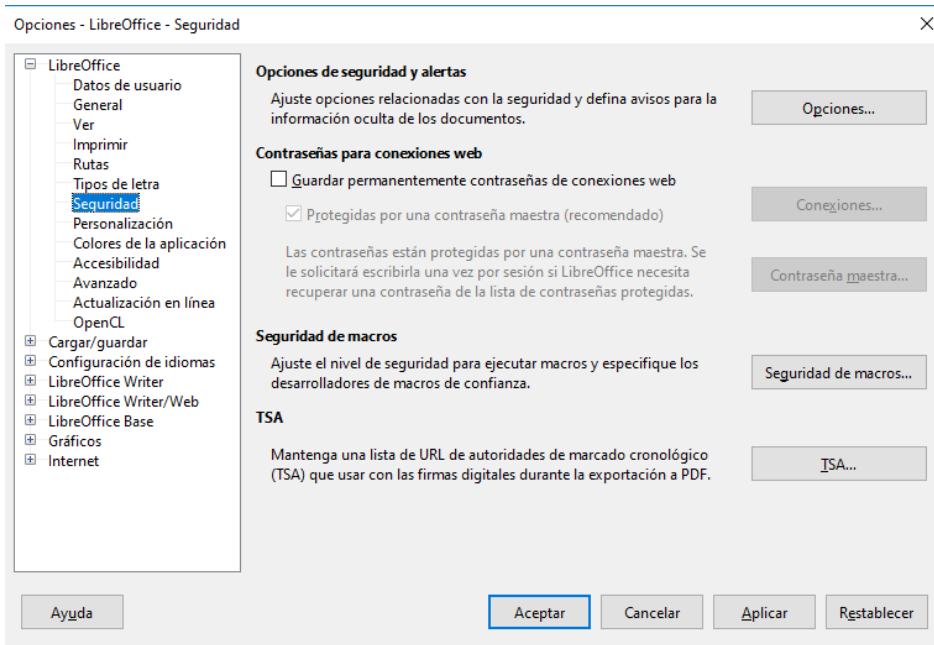 Opciones - LibreOffice - Seguridad
LibreOffice
Datos de usuario
General
Ver
Imprimir
Rutas
Tipos de letra
Seguridad
Personalización
Colores de la aplicación
Accesibilidad
Avanzado
Actualización en línea
OpenCL
Cargar/guardar
Configuración de idiomas
LibreOffice Writer
LibreOffice Writer/Web
LibreOffice Base
Gráficos
Internet
Opciones de seguridad y alertas
Ajuste opciones relacionadas con la seguridad y defina avisos para la
información oculta de los documentos.
Opciones...
Contraseñas para conexiones web
Guardar permanentemente contraseñas de conexiones web
Protegidas por una contraseña maestra (recomendado)
Conexiones...
Las contraseñas están protegidas por una contraseña maestra. Se
le solicitará escribirla una vez por sesión si LibreOffice necesita
recuperar una contraseña de la lista de contraseñas protegidas.
Contraseña maestra...
Seguridad de macros
Ajuste el nivel de seguridad para ejecutar macros y especifique los
desarrolladores de macros de confianza.
Seguridad de macros...
TSA
Mantenga una lista de URL de autoridades de marcado cronológico
(TSA) que usar con las firmas digitales durante la exportación a PDF.
TSA...
Ayuda
Aceptar
Cancelar
Aplicar
Restablecer